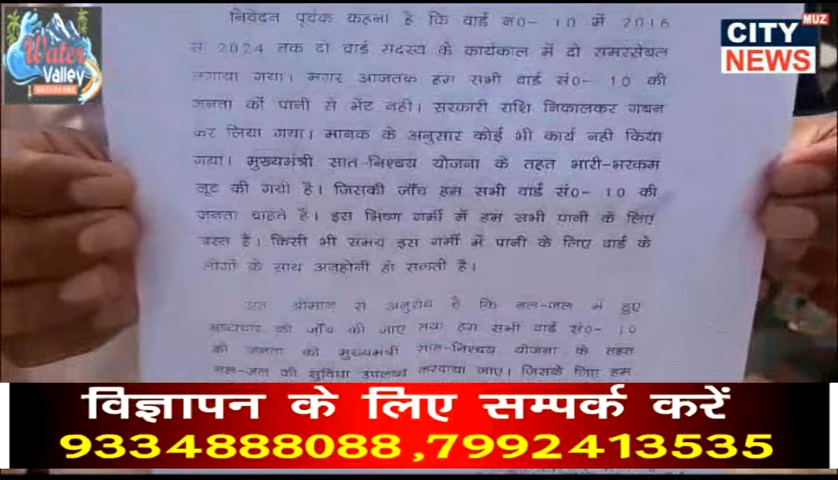 Water
Valley
CITY
NEWS
MUZ
निवेदन पूर्वक कहना है कि वार्ड न0- 10 में 2016
से 2024 तक दो वार्ड सदस्य के कार्यकाल में दो समरसेबल
लगाया गया। मगर आजतक हम सभी वार्ड सं0- 10 की
जनता को पानी से भेंट नही। सरकारी राशि निकालकर गबन
कर लिया गया। मानक के अनुसार कोई भी कार्य नही किया
गया। मुख्यमंत्री सात-निश्चय योजना के तहत भारी-भरकम
लूट की गयी है। जिसकी जाँच हम सभी वार्ड सं0- 10 की
जनता चाहते है। इस भिष्ण गर्मी में हम सभी पानी के लिए
त्रस्त है। किसी भी समय इस गर्मी में पानी के लिए वार्ड के
लोगों के साथ अनहोनी हो सकती है।
अतः श्रीमान से अनुरोध है कि नल-जल में हुए
भ्रष्टाचार की जाँच की जाए तथा हम सभी वार्ड सं0- 10
की जनता को मुख्यमंत्री सात-निश्चय योजना के तहत
नल-जल की सुविधा उपलब्ध करवाया जाए। जिसके लिए हम
विज्ञापन के लिए सम्पर्क करें
9334888088 ,7992413535